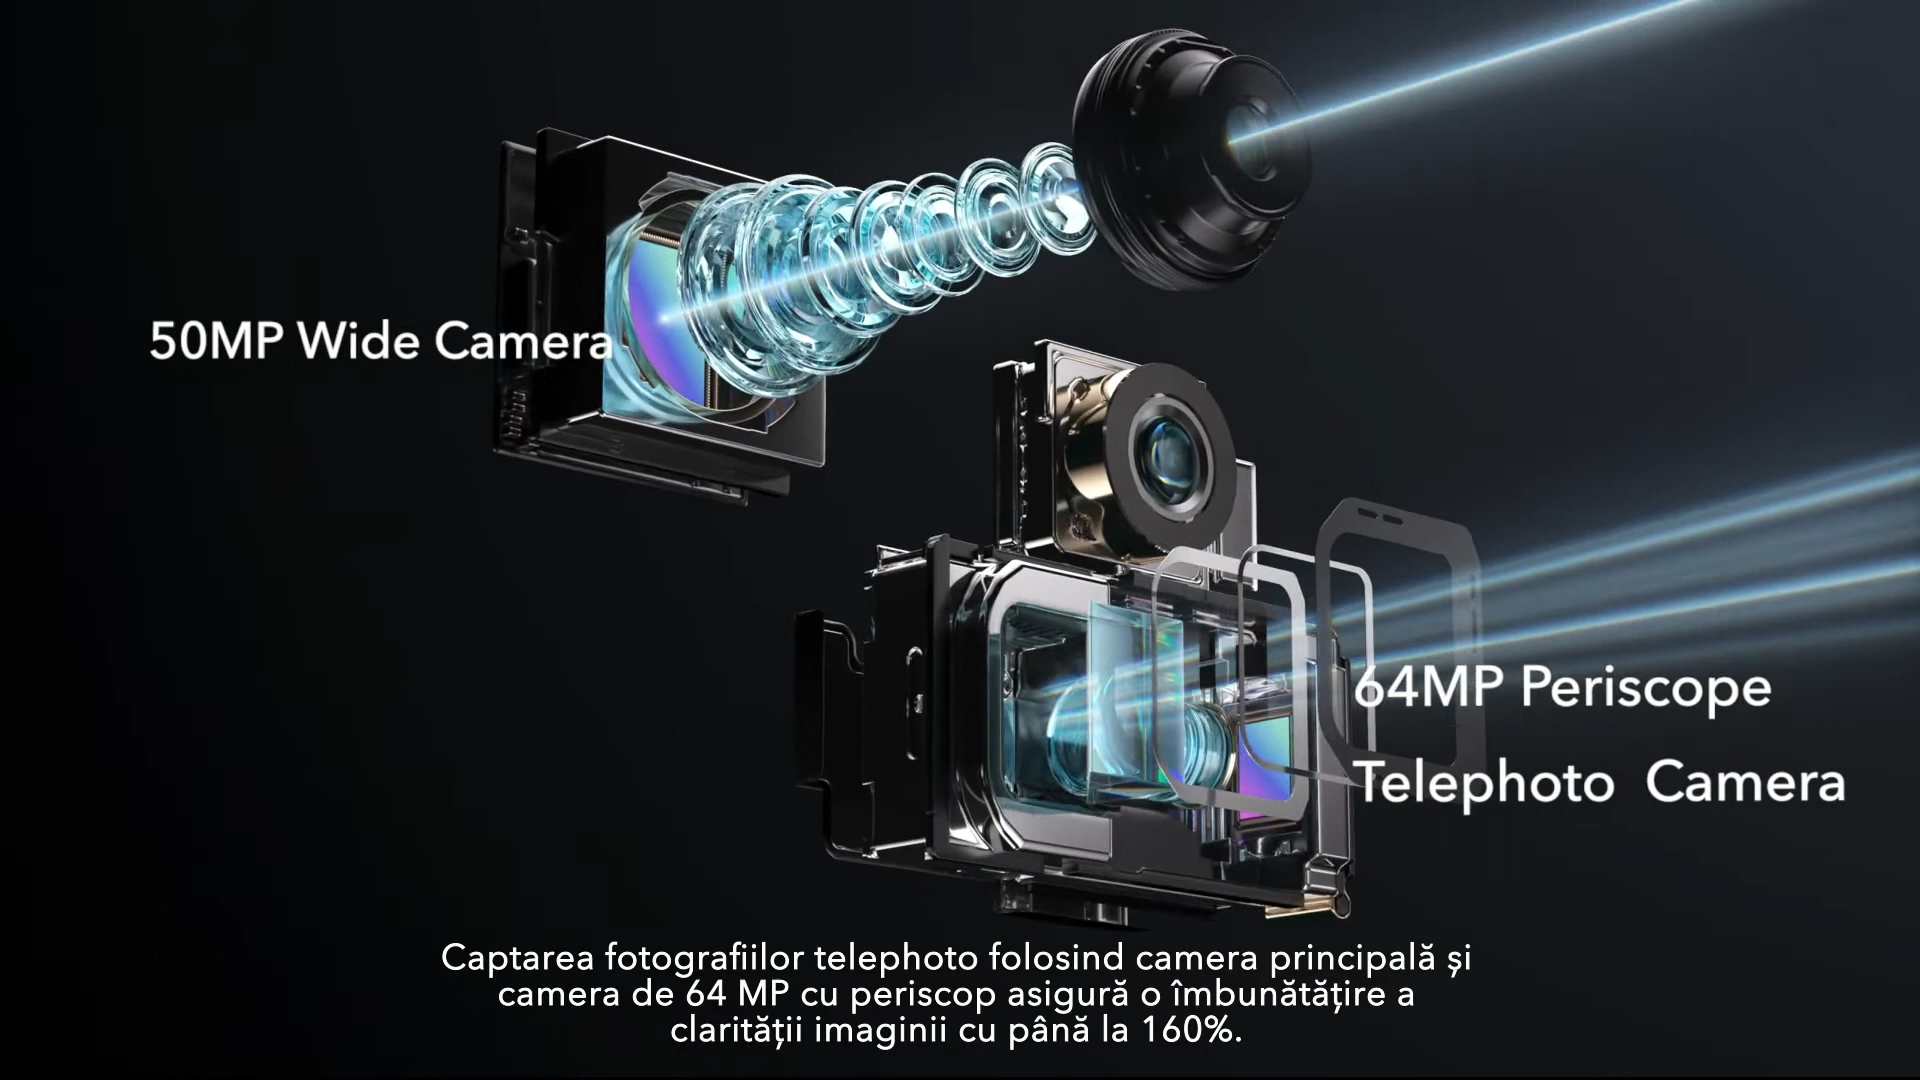 50MP Wide Camera
64MP Periscope
Telephoto Camera
Captarea fotografiilor telephoto folosind camera principală și
camera de 64 MP cu periscop asigură o îmbunătățire a
clarității imaginii cu până la 160%.